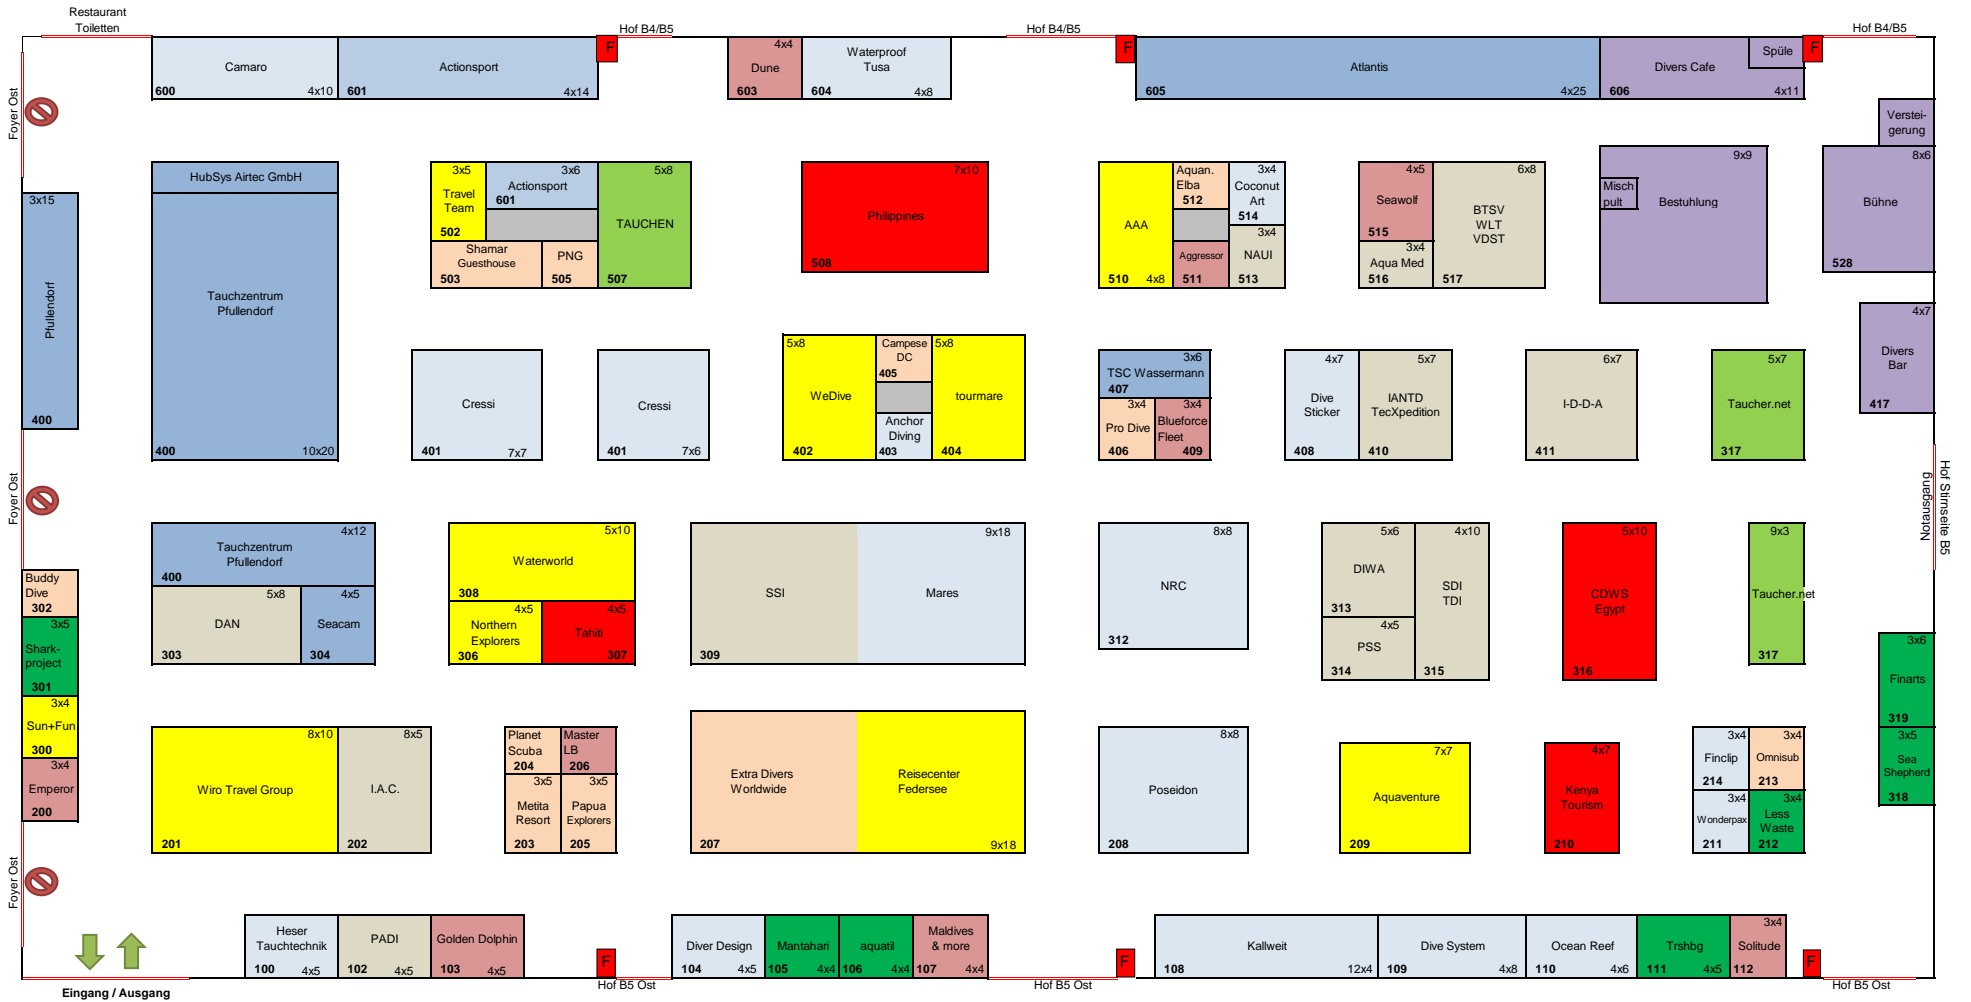 Restaurant
Toiletten
Hof B4/B5
Hof B4/B5
Hof B4/B5
F
F
F
Camaro
600
4x10
Actionsport
601
4x14
4x4
Dune
603
Waterproof
Tusa
604
4x8
Atlantis
605
4x25
Divers Cafe
606
4x11
Spüle
Foyer Ost
Verstei-
gerung
HubSys Airtec GmbH
Tauchzentrum
Pfullendorf
400
10x20
3x15
Pfullendorf
400
3x5
Travel
Team
502
3x6
Actionsport
601
5x8
TAUCHEN
507
Shamar
Guesthouse
503
PNG
505
7x10
Philippines
508
AAA
510
4x8
Aquan.
Elba
512
3x4
Coconut
Art
514
Aggressor
511
3x4
NAUI
513
4x5
Seawolf
515
3x4
Aqua Med
516
6x8
BTSV
WLT
VDST
517
9x9
Misch
pult
Bestuhlung
8x6
Bühne
528
4x7
Divers
Bar
417
Cressi
401
7x7
Cressi
401
7x6
5x8
WeDive
402
Campese
DC
405
Anchor
Diving
403
5x8
tourmare
404
3x6
TSC Wassermann
407
3x4
Pro Dive
406
3x4
Blueforce
Fleet
409
4x7
Dive
Sticker
408
5x7
IANTD
TecXpedition
410
6x7
I-D-D-A
411
5x7
Taucher.net
317
Foyer Ost
Hof Stirnseite B5
Notausgang
4x12
Tauchzentrum
Pfullendorf
400
5x8
DAN
303
4x5
Seacam
304
5x10
Waterworld
308
4x5
Northern
Explorers
306
4x5
Tahiti
307
SSI
309
9x18
Mares
8x8
NRC
312
5x6
DIWA
313
4x5
PSS
314
4x10
SDI
TDI
315
5x10
CDWS
Egypt
316
9x3
Taucher.net
317
Buddy
Dive
302
3x5
Shark-
project
301
3x4
Sun+Fun
300
3x4
Emperor
200
3x6
Finarts
319
3x5
Sea
Shepherd
318
8x10
Wiro Travel Group
201
8x5
I.A.C.
202
Planet
Scuba
204
Master
LB
206
3x5
Metita
Resort
203
3x5
Papua
Explorers
205
Extra Divers
Worldwide
207
Reisecenter
Federsee
9x18
8x8
Poseidon
208
7x7
Aquaventure
209
4x7
Kenya
Tourism
210
3x4
Finclip
214
3x4
Omnisub
213
3x4
Wonderpax
211
3x4
Less
Waste
212
Foyer Ost
Heser
Tauchtechnik
100
4x5
PADI
102
4x5
Golden Dolphin
103
4x5
F
Diver Design
104
4x5
Mantahari
105
4x4
aquatil
106
4x4
Maldives
& more
107
4x4
F
Kallweit
108
12x4
Dive System
109
4x8
Ocean Reef
110
4x6
Trshbg
111
4x5
3x4
Solitude
112
F
Eingang / Ausgang
Hof B5 Ost
Hof B5 Ost
Hof B5 Ost